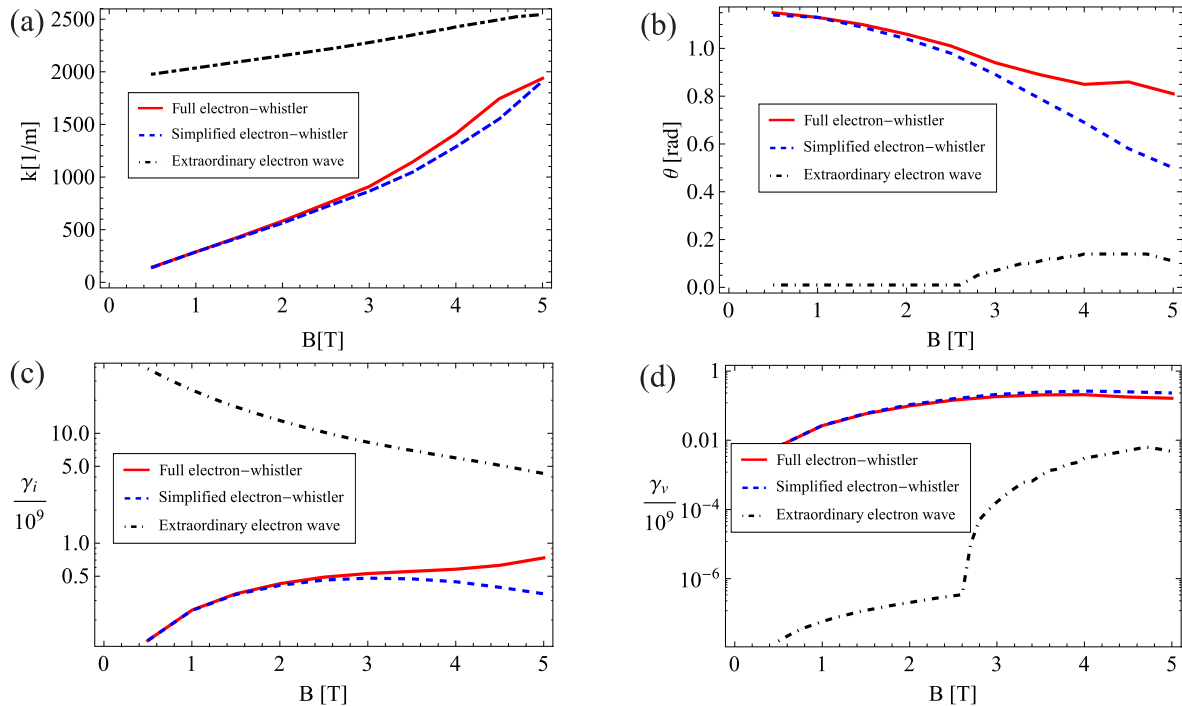 (a)
2500
2000
1500
1000
500
0
k[1/m]
Full electron−whistler
Simplified electron−whistler
Extraordinary electron wave
0 1 2 3 4 5
B[T]
(b)
1.0
0.8
0.6
0.4
0.2
0.0
θ [rad]
Full electron−whistler
Simplified electron−whistler
Extraordinary electron wave
0 1 2 3 4 5
B [T]
(c)
10.0
5.0
1.0
0.5
γi
10^9
Full electron−whistler
Simplified electron−whistler
Extraordinary electron wave
0 1 2 3 4 5
B [T]
(d)
1
0.01
10^-4
10^-6
γv
10^9
Full electron−whistler
Simplified electron−whistler
Extraordinary electron wave
0 1 2 3 4 5
B [T]